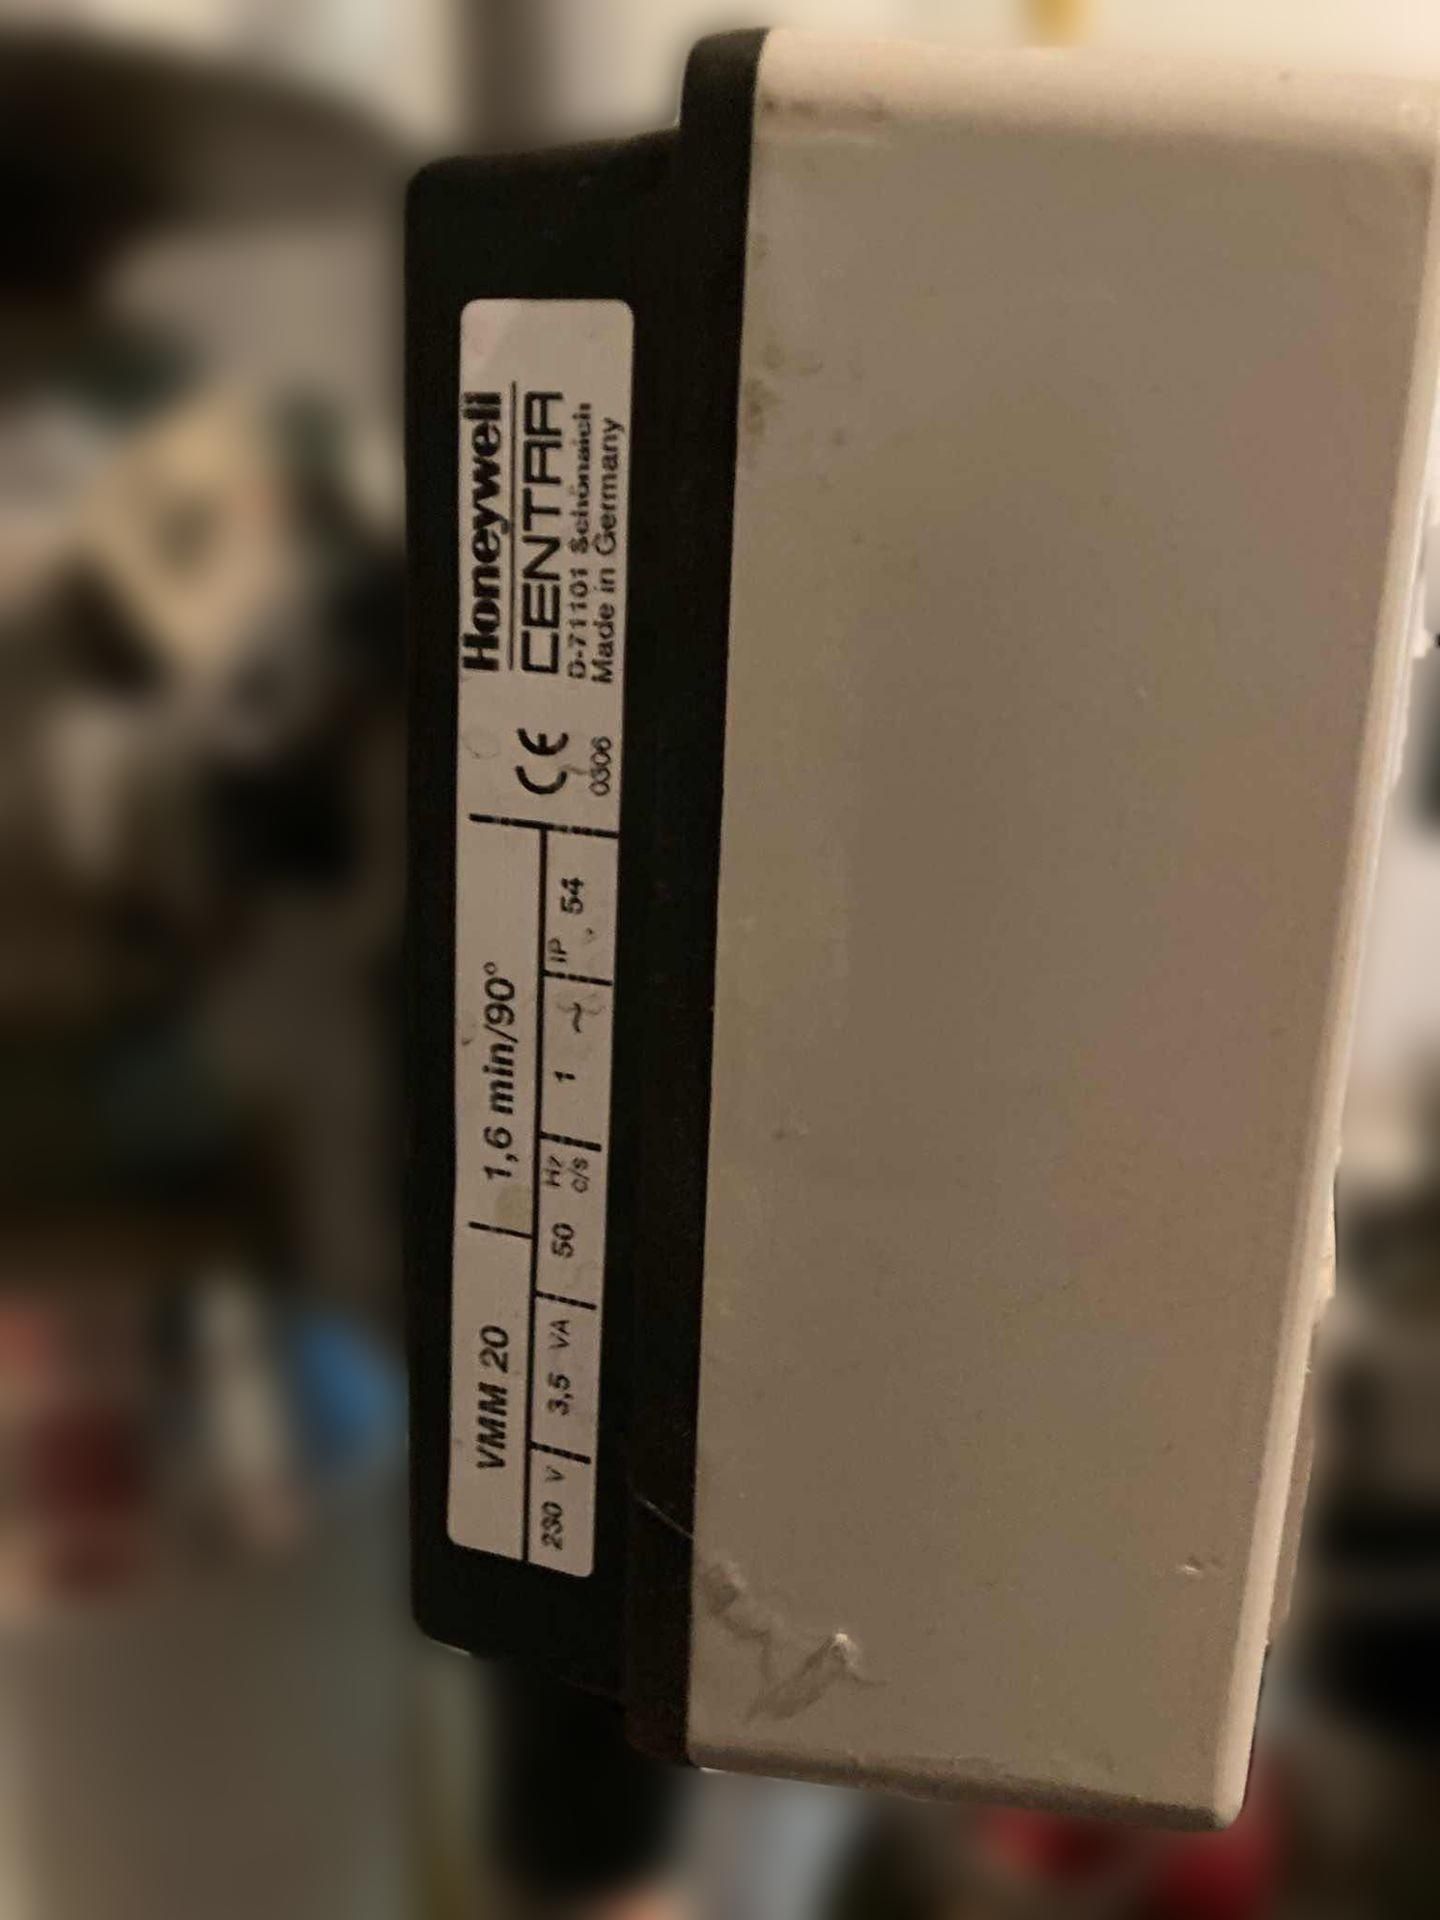 VMM 20 1,6 min/90°
230 V 3,5 VA 50 Hz c/s 1 ~ IP 54
CE
0306
Honeywell
CENTRA
D-71101 Schönaich
Made in Germany